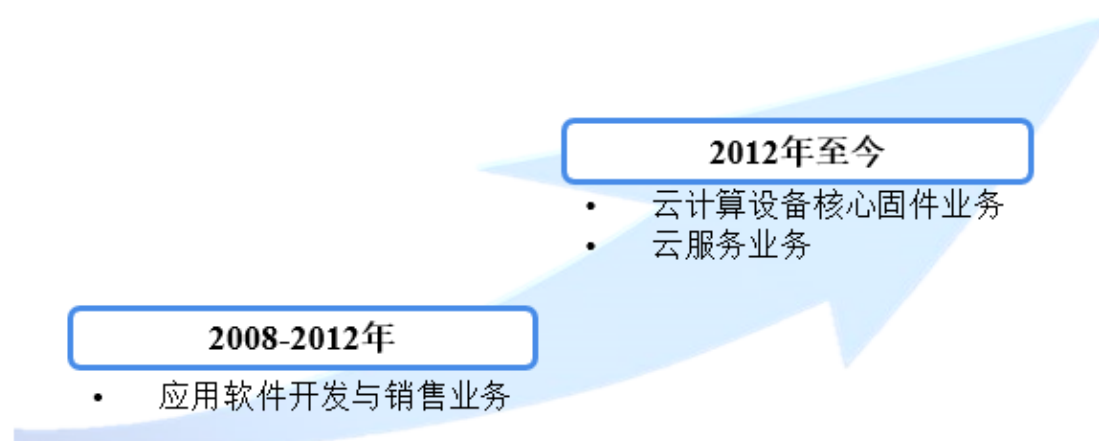 2012年至今
• 云计算设备核心固件业务
• 云服务业务
2008-2012年
• 应用软件开发与销售业务